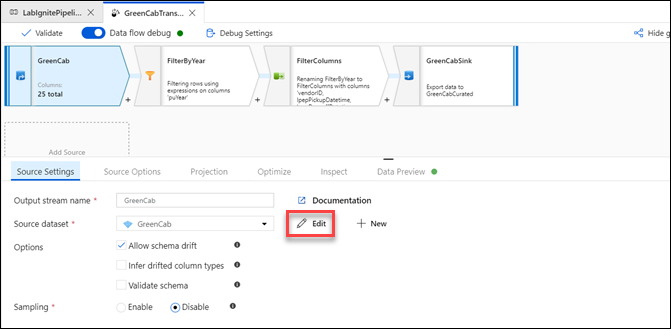 LabIgnitePipeli...
GreenCabTrans...
Validate
Data flow debug
Debug Settings
Hide g
GreenCab
Columns:
25 total
FilterByYear
Filtering rows using
expressions on columns
'puYear'
FilterColumns
Renaming FilterByYear to
FilterColumns with columns
'vendorID,
lpepPickupDatetime,
GreenCabSink
Export data to
GreenCabCurated
Add Source
Source Settings
Source Options
Projection
Optimize
Inspect
Data Preview
Output stream name *
GreenCab
Documentation
Source dataset *
GreenCab
Edit
New
Options
Allow schema drift
Infer drifted column types
Validate schema
Sampling *
Enable
Disable